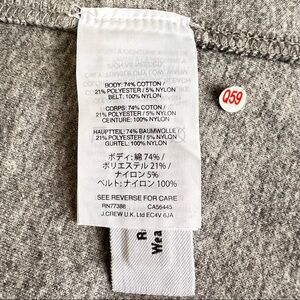 BODY: 74% COTTON /
21% POLYESTER / 5% NYLON
BELT: 100% NYLON
CORPS: 74% COTON /
21% POLYESTER / 5% NYLON
CEINTURE: 100% NYLON
HAUPTTEIL: 74% BAUMWOLLE /
21% POLYESTER / 5% NYLON
GURTEL: 100% NYLON
ボディ: 綿 74% /
ポリエステル 21% /
ナイロン 5%
ベルト: ナイロン 100%
SEE REVERSE FOR CARE
RN77388 CA56445
J.CREW U.K. Ltd EC4V 6JA
Q59
Wea